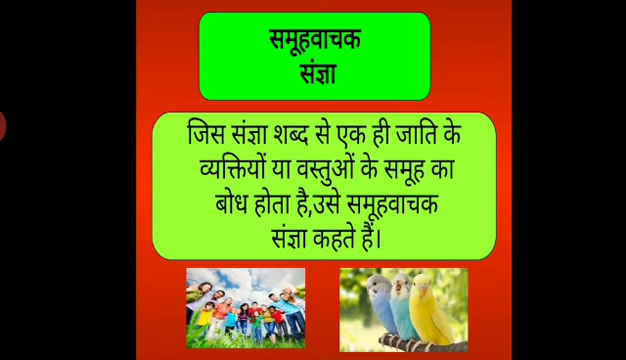 समूहवाचक
संज्ञा
जिस संज्ञा शब्द से एक ही जाति के
व्यक्तियों या वस्तुओं के समूह का
बोध होता है,उसे समूहवाचक
संज्ञा कहते हैं।